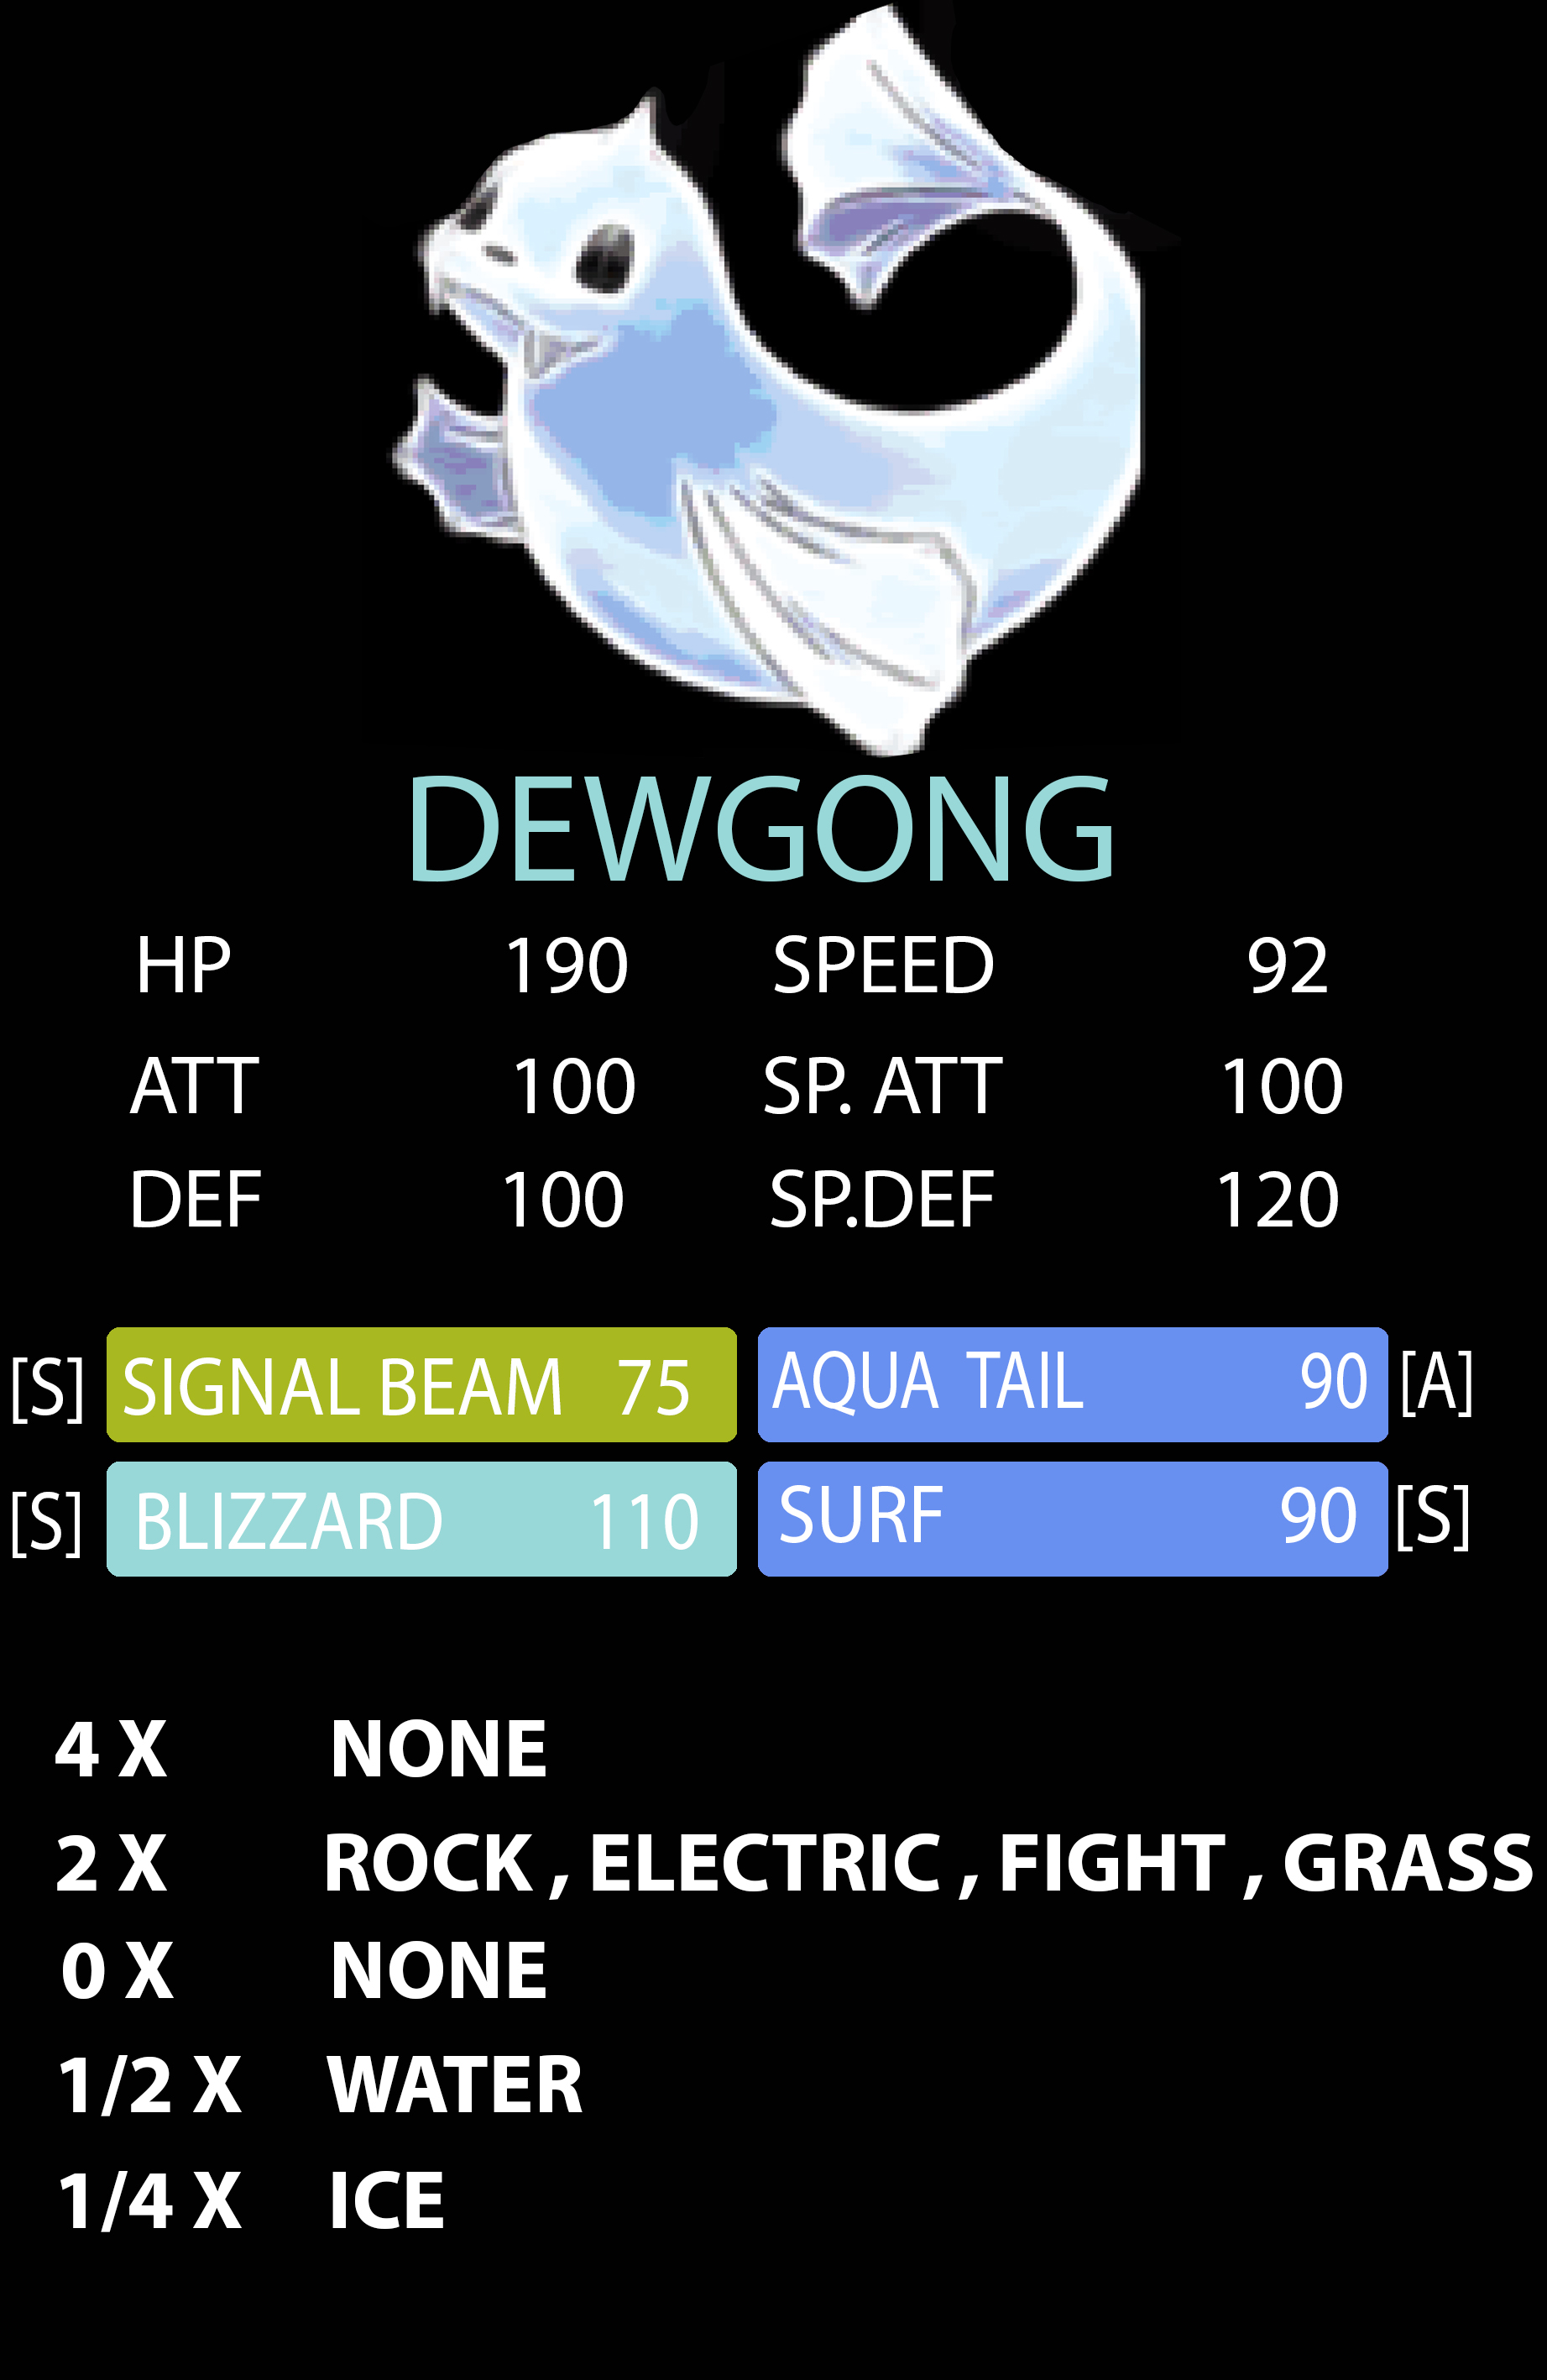 DEWGONG
HP 190 SPEED 92
ATT 100 SP. ATT 100
DEF 100 SP.DEF 120
[S] SIGNAL BEAM 75 AQUA TAIL 90 [A]
[S] BLIZZARD 110 SURF 90 [S]
4 X NONE
2 X ROCK , ELECTRIC , FIGHT , GRASS
0 X NONE
1/2 X WATER
1/4 X ICE